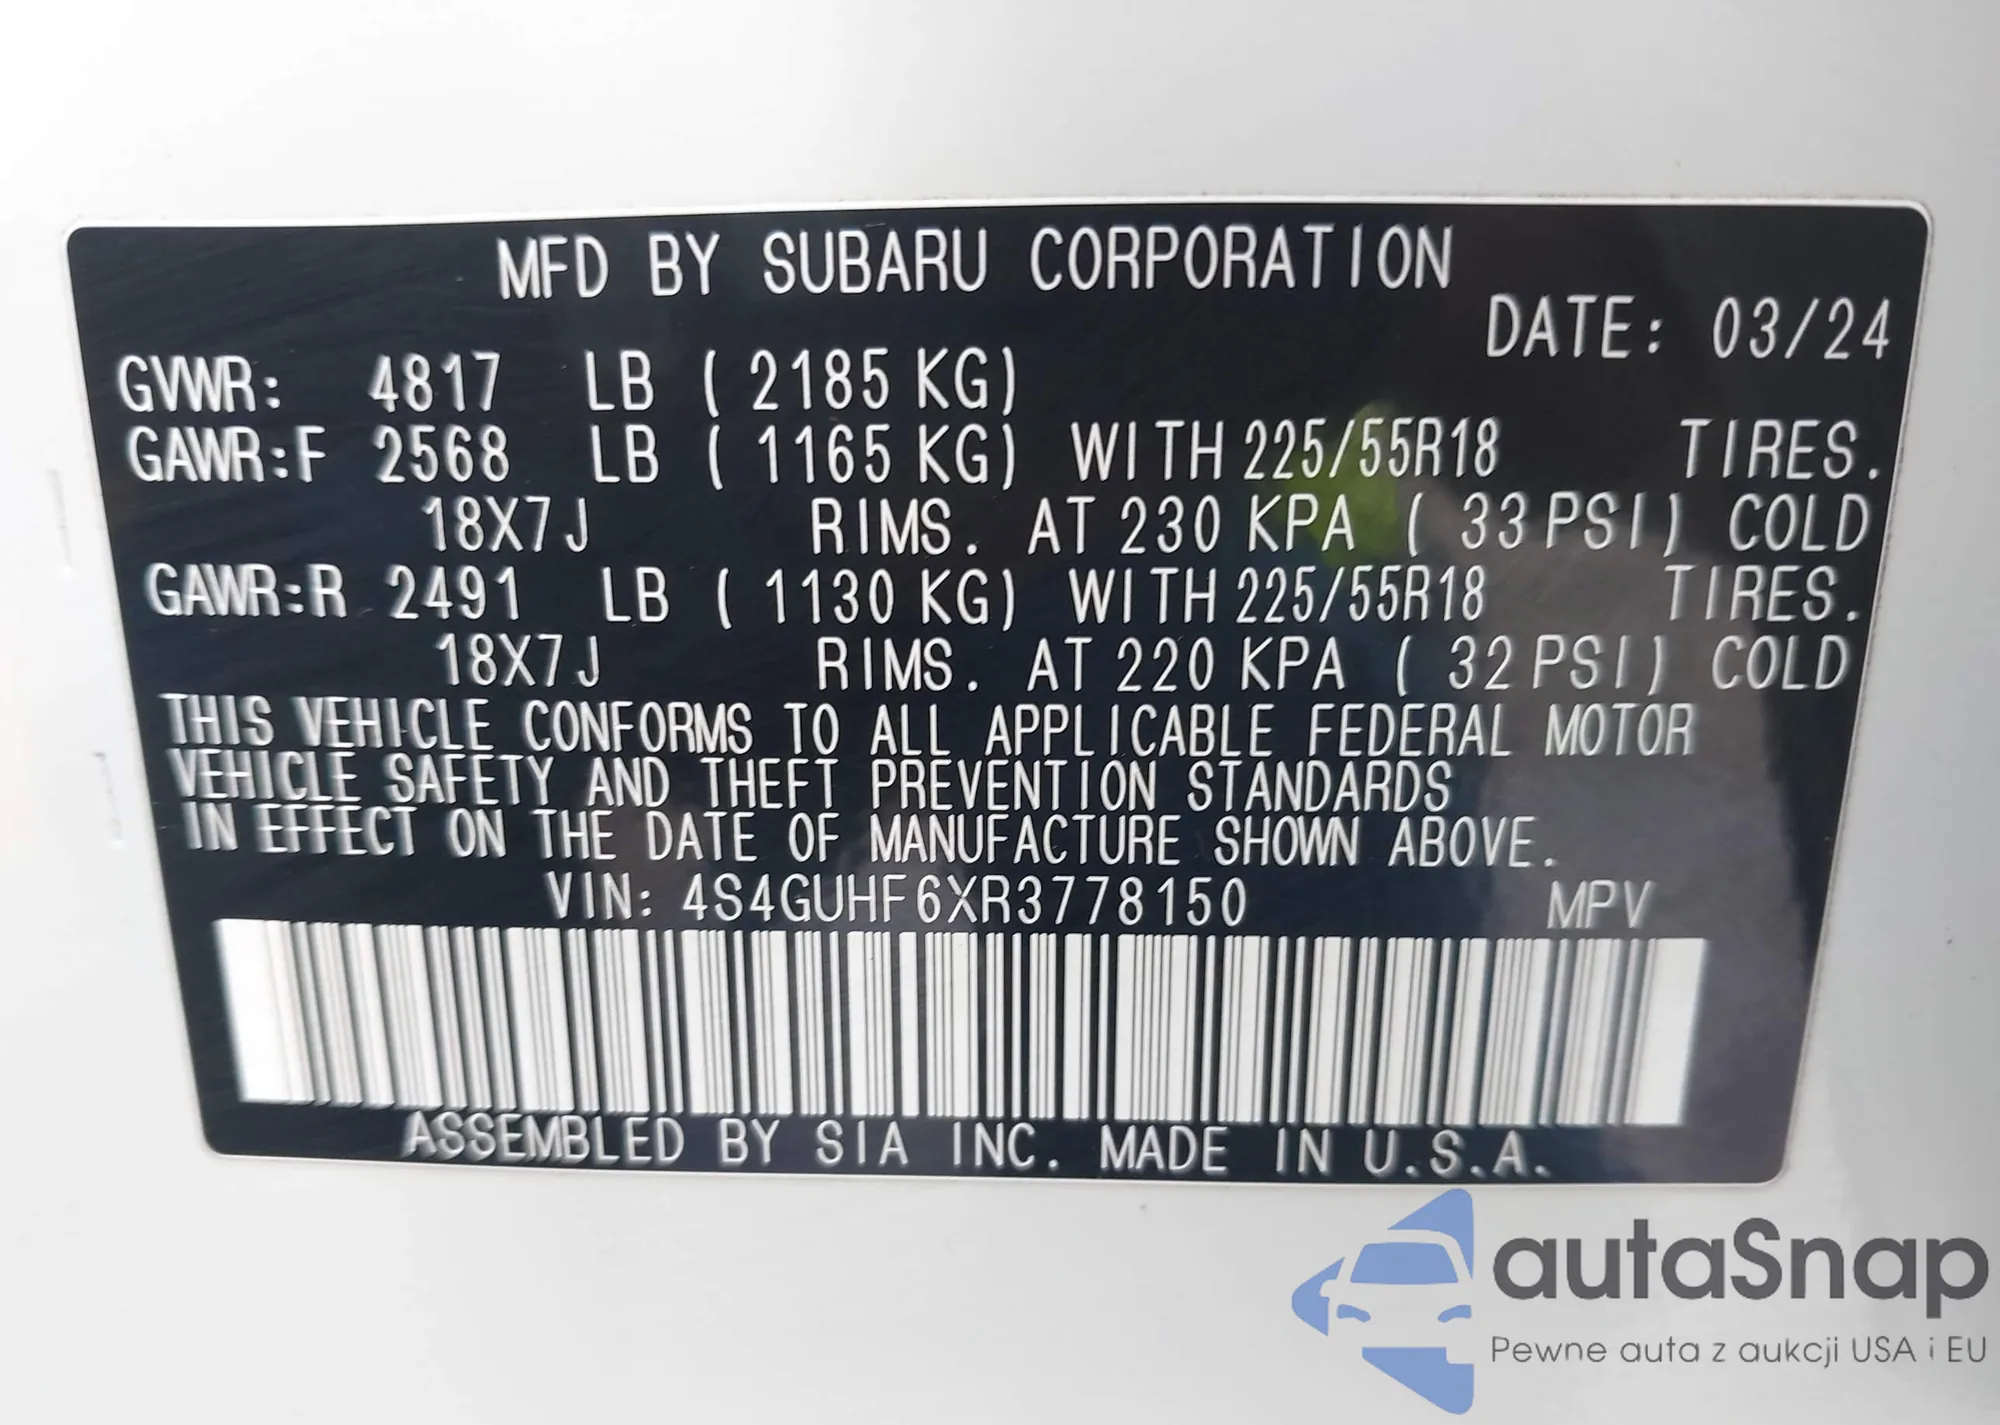 MFD BY SUBARU CORPORATION
DATE: 03/24
GVWR: 4817 LB ( 2185 KG)
GAWR:F 2568 LB ( 1165 KG) WITH 225/55R18 TIRES.
18X7J RIMS. AT 230 KPA ( 33 PSI) COLD
GAWR:R 2491 LB ( 1130 KG) WITH 225/55R18 TIRES.
18X7J RIMS. AT 220 KPA ( 32 PSI) COLD
THIS VEHICLE CONFORMS TO ALL APPLICABLE FEDERAL MOTOR
VEHICLE SAFETY AND THEFT PREVENTION STANDARDS
IN EFFECT ON THE DATE OF MANUFACTURE SHOWN ABOVE.
VIN: 4S4GUHF6XR3778150 MPV
ASSEMBLED BY SIA INC. MADE IN U.S.A.
autaSnap
Pewne auta z aukcji USA i EU